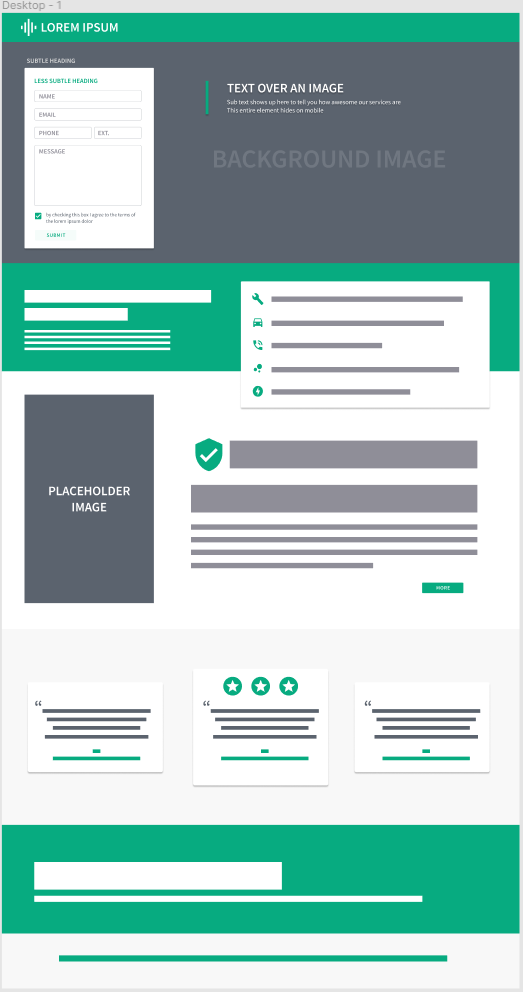 Desktop - 1
LOREM IPSUM
SUBTLE HEADING
LESS SUBTLE HEADING
NAME
EMAIL
PHONE
EXT.
MESSAGE
by checking this box I agree to the terms of
the lorem ipsum dolor
SUBMIT
TEXT OVER AN IMAGE
Sub text shows up here to tell you how awesome our services are
This entire element hides on mobile
BACKGROUND IMAGE
PLACEHOLDER
IMAGE
MORE
“
“
“